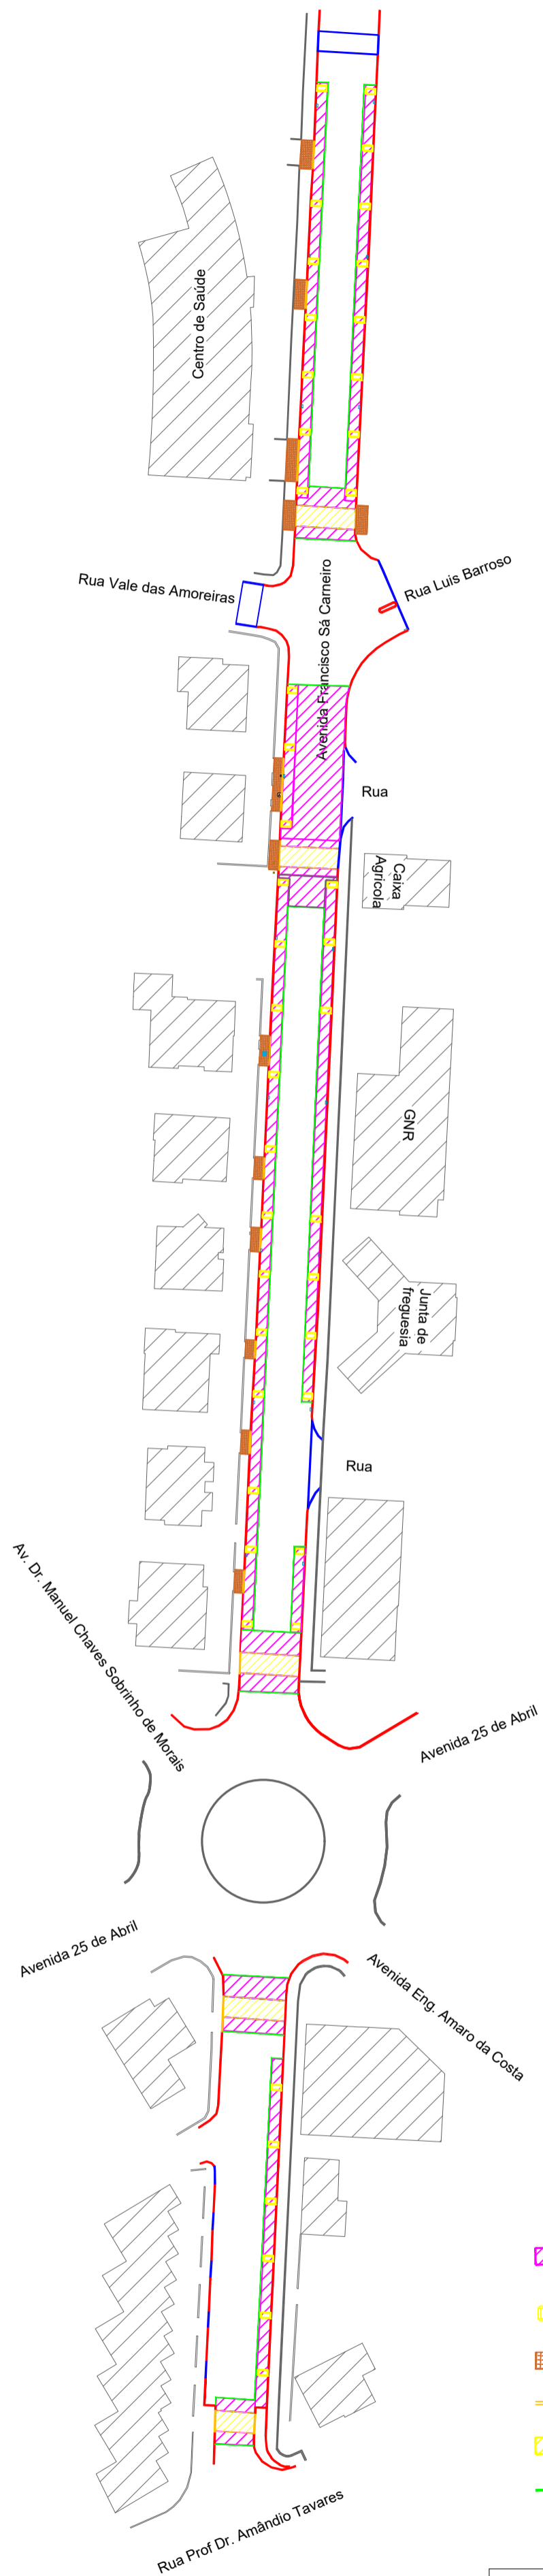 Centro de Saúde
Rua Luis Barroso
Rua Vale das Amoreiras
Avenida Francisco Sá Carneiro
Rua
Caixa
Agrícola
GNR
Junta de
freguesia
Rua
Av. Dr. Manuel Chaves Sobrinho de Morais
Avenida 25 de Abril
Avenida 25 de Abril
Avenida Eng. Amaro da Costa
Rua Prof Dr. Amândio Tavares